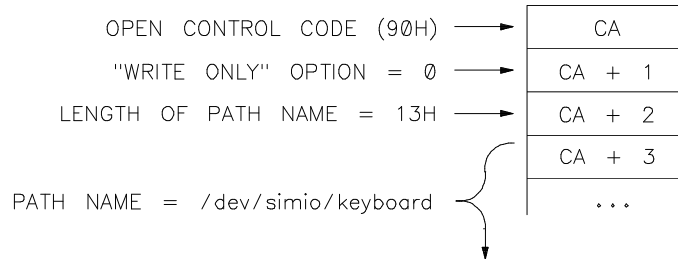 OPEN CONTROL CODE (90H) CA
"WRITE ONLY" OPTION = 0 CA + 1
LENGTH OF PATH NAME = 13H CA + 2
CA + 3
PATH NAME = /dev/simio/keyboard ...